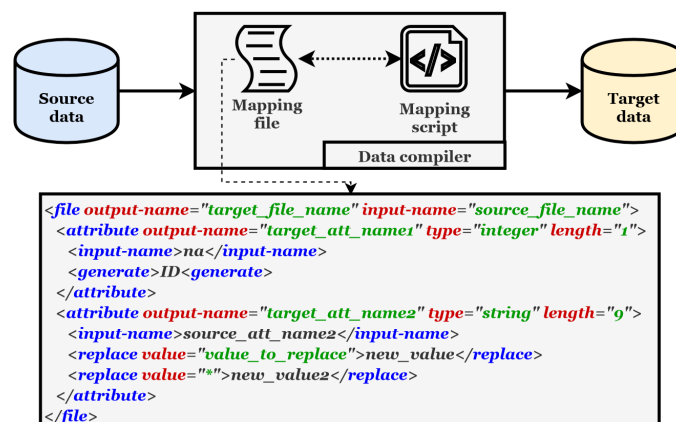 Source
data
Mapping
file
</>
Mapping
script
Data compiler
Target
data
<file output-name="target_file_name" input-name="source_file_name">
<attribute output-name="target_att_name1" type="integer" length="1">
<input-name>na</input-name>
<generate>ID<generate>
</attribute>
<attribute output-name="target_att_name2" type="string" length="9">
<input-name>source_att_name2</input-name>
<replace value="value_to_replace">new_value</replace>
<replace value="*">new_value2</replace>
</attribute>
</file>